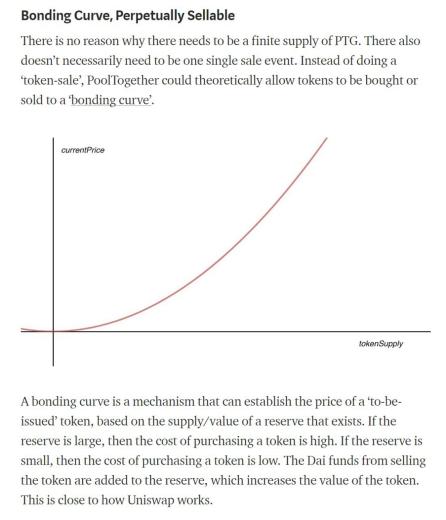 Bonding Curve, Perpetually Sellable
There is no reason why there needs to be a finite supply of PTG. There also
doesn’t necessarily need to be one single sale event. Instead of doing a
‘token-sale’, PoolTogether could theoretically allow tokens to be bought or
sold to a ‘bonding curve’.
currentPrice
tokenSupply
A bonding curve is a mechanism that can establish the price of a ‘to-be-
issued’ token, based on the supply/value of a reserve that exists. If the
reserve is large, then the cost of purchasing a token is high. If the reserve is
small, then the cost of purchasing a token is low. The Dai funds from selling
the token are added to the reserve, which increases the value of the token.
This is close to how Uniswap works.